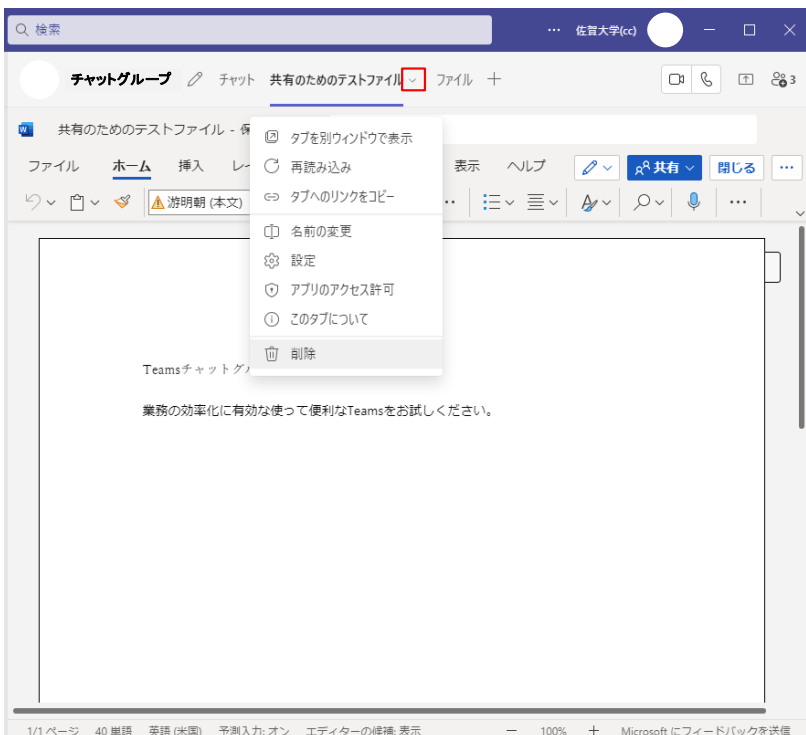 検索
… 佐賀大学(cc)
チャットグループ チャット 共有のためのテストファイル ファイル
3
共有のためのテストファイル -
タブを別ウィンドウで表示
再読み込み
タブへのリンクをコピー
名前の変更
設定
アプリのアクセス許可
このタブについて
削除
ファイル ホーム 挿入 レ 表示 ヘルプ 共有 閉じる …
游明朝 (本文)
Teamsチャットグ
業務の効率化に有効な使って便利なTeamsをお試しください。
1/1 ページ 40 単語 英語 (米国) 予測入力: オン エディターの候補: 表示 100% Microsoft にフィードバックを送信